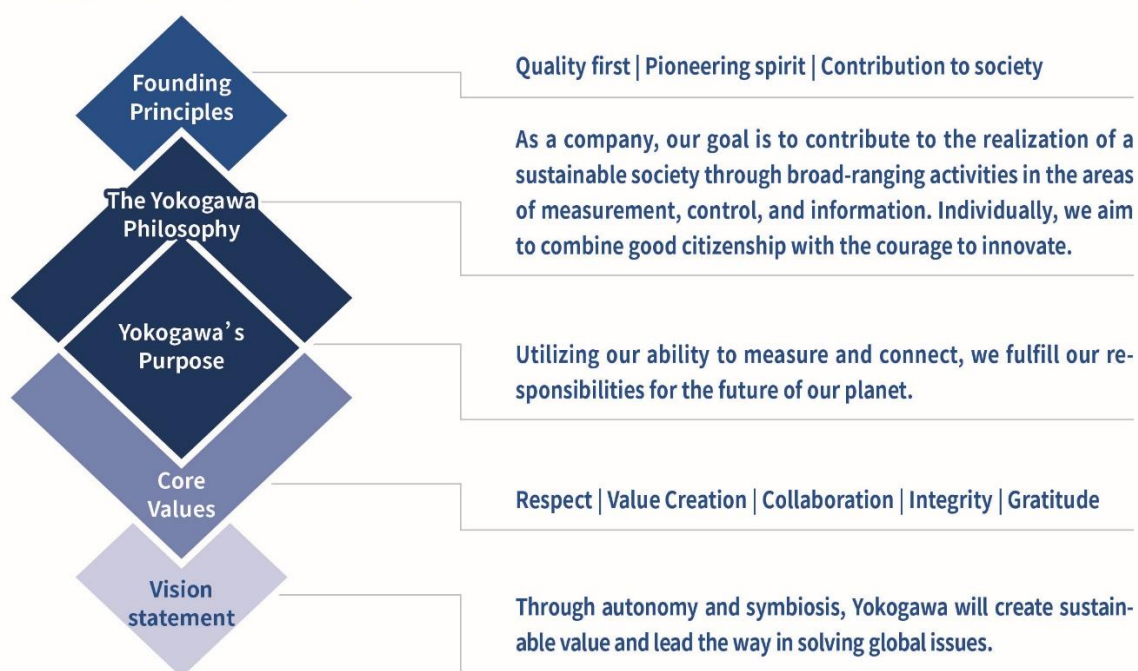 Founding
Principles
Quality first | Pioneering spirit | Contribution to society
The Yokogawa
Philosophy
As a company, our goal is to contribute to the realization of a
sustainable society through broad-ranging activities in the areas
of measurement, control, and information. Individually, we aim
to combine good citizenship with the courage to innovate.
Yokogawa’s
Purpose
Utilizing our ability to measure and connect, we fulfill our re-
sponsibilities for the future of our planet.
Core
Values
Respect | Value Creation | Collaboration | Integrity | Gratitude
Vision
statement
Through autonomy and symbiosis, Yokogawa will create sustain-
able value and lead the way in solving global issues.